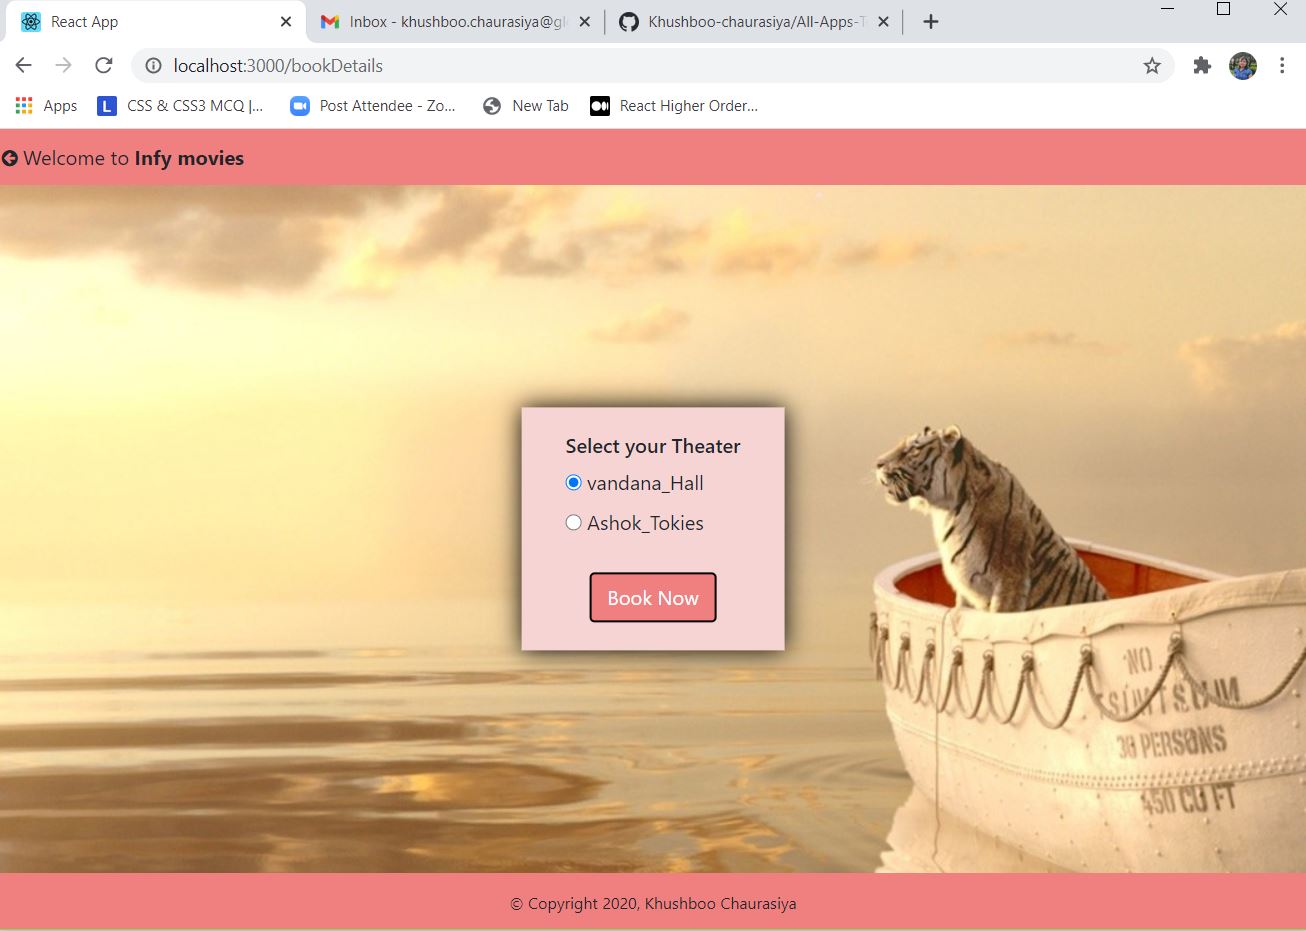 React App
Inbox - khushboo.chaurasiya@gl
Khushboo-chaurasiya/All-Apps-T
localhost:3000/bookDetails
Apps
L
CSS & CSS3 MCQ |...
Post Attendee - Zo...
New Tab
React Higher Order...
Welcome to Infy movies
Select your Theater
vandana_Hall
Ashok_Tokies
Book Now
NO
30 PERSONS
450 CU FT
© Copyright 2020, Khushboo Chaurasiya